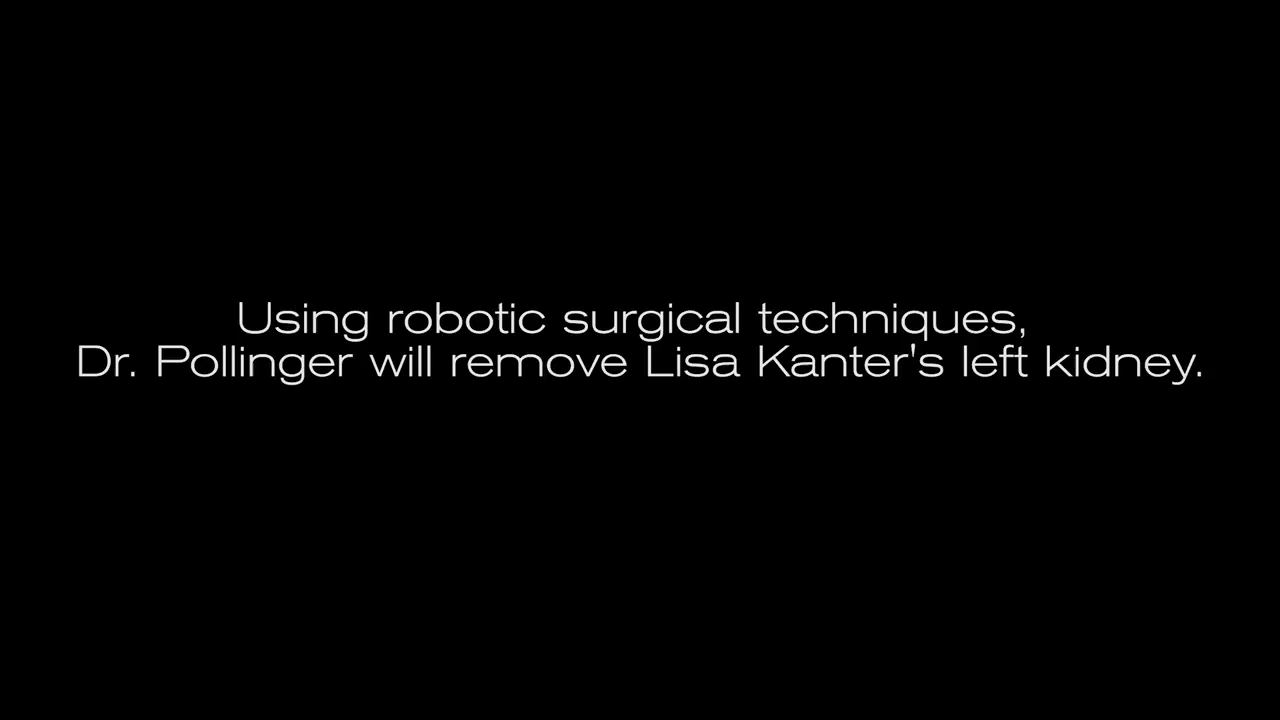 Using robotic surgical techniques,
Dr. Pollinger will remove Lisa Kanter's left kidney.